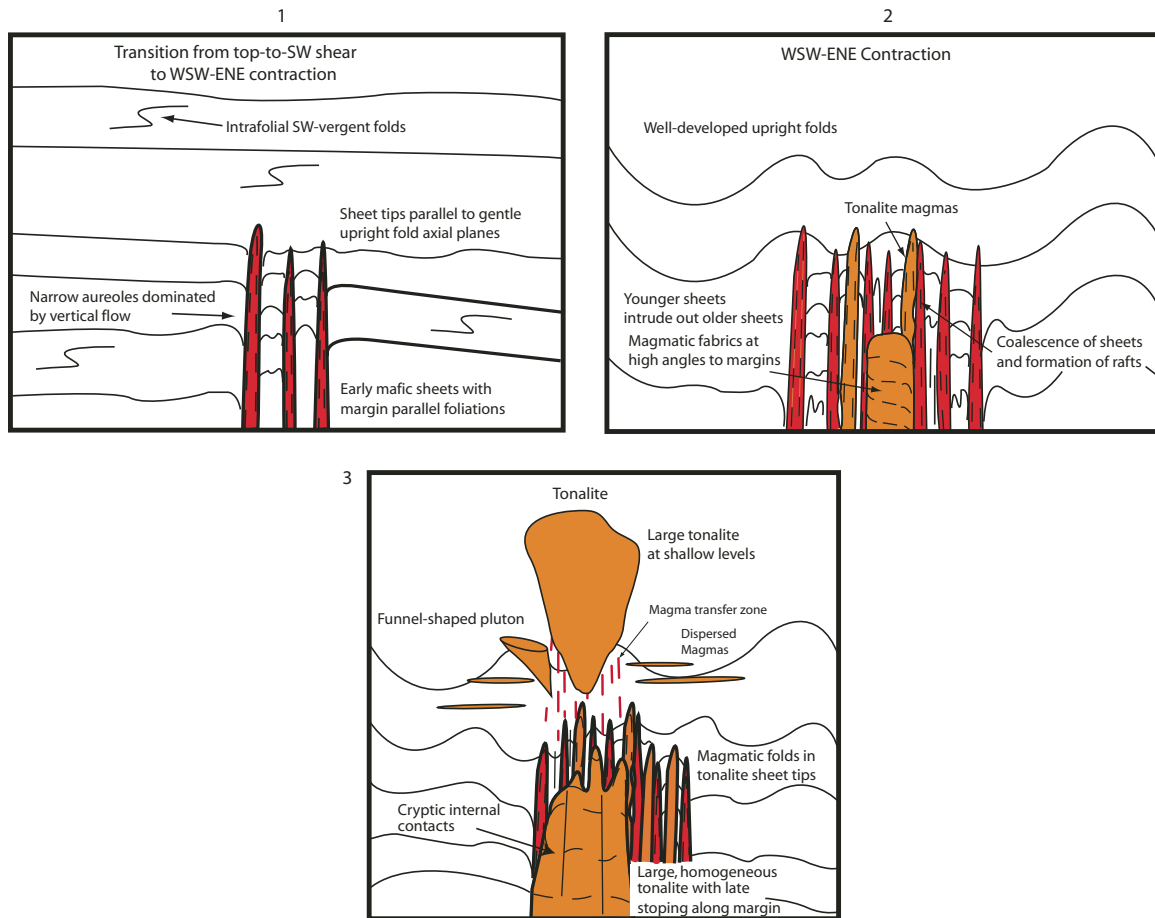 1
Transition from top-to-SW shear
to WSW-ENE contraction
Intrafolial SW-vergent folds
Sheet tips parallel to gentle
upright fold axial planes
Narrow aureoles dominated
by vertical flow
Early mafic sheets with
margin parallel foliations
2
WSW-ENE Contraction
Well-developed upright folds
Tonalite magmas
Younger sheets
intrude out older sheets
Magmatic fabrics at
high angles to margins
Coalescence of sheets
and formation of rafts
3
Tonalite
Large tonalite
at shallow levels
Funnel-shaped pluton
Magma transfer zone
Dispersed
Magmas
Magmatic folds in
tonalite sheet tips
Cryptic internal
contacts
Large, homogeneous
tonalite with late
stoping along margin